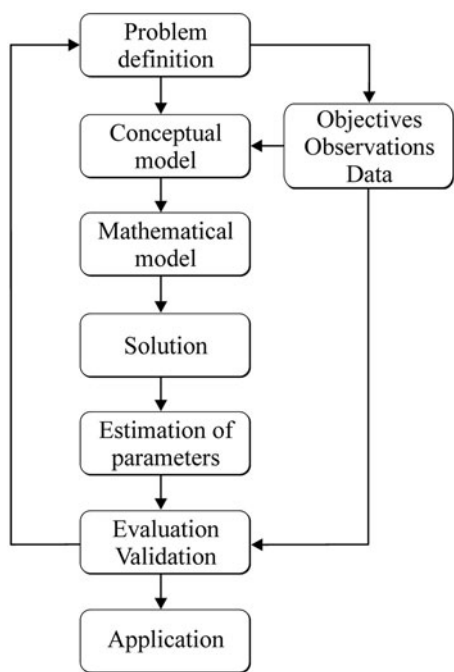 Problem
definition
Objectives
Observations
Data
Conceptual
model
Mathematical
model
Solution
Estimation of
parameters
Evaluation
Validation
Application